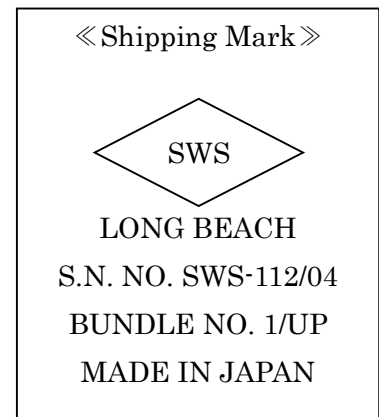 ≪Shipping Mark≫
SWS
LONG BEACH
S.N. NO. SWS-112/04
BUNDLE NO. 1/UP
MADE IN JAPAN